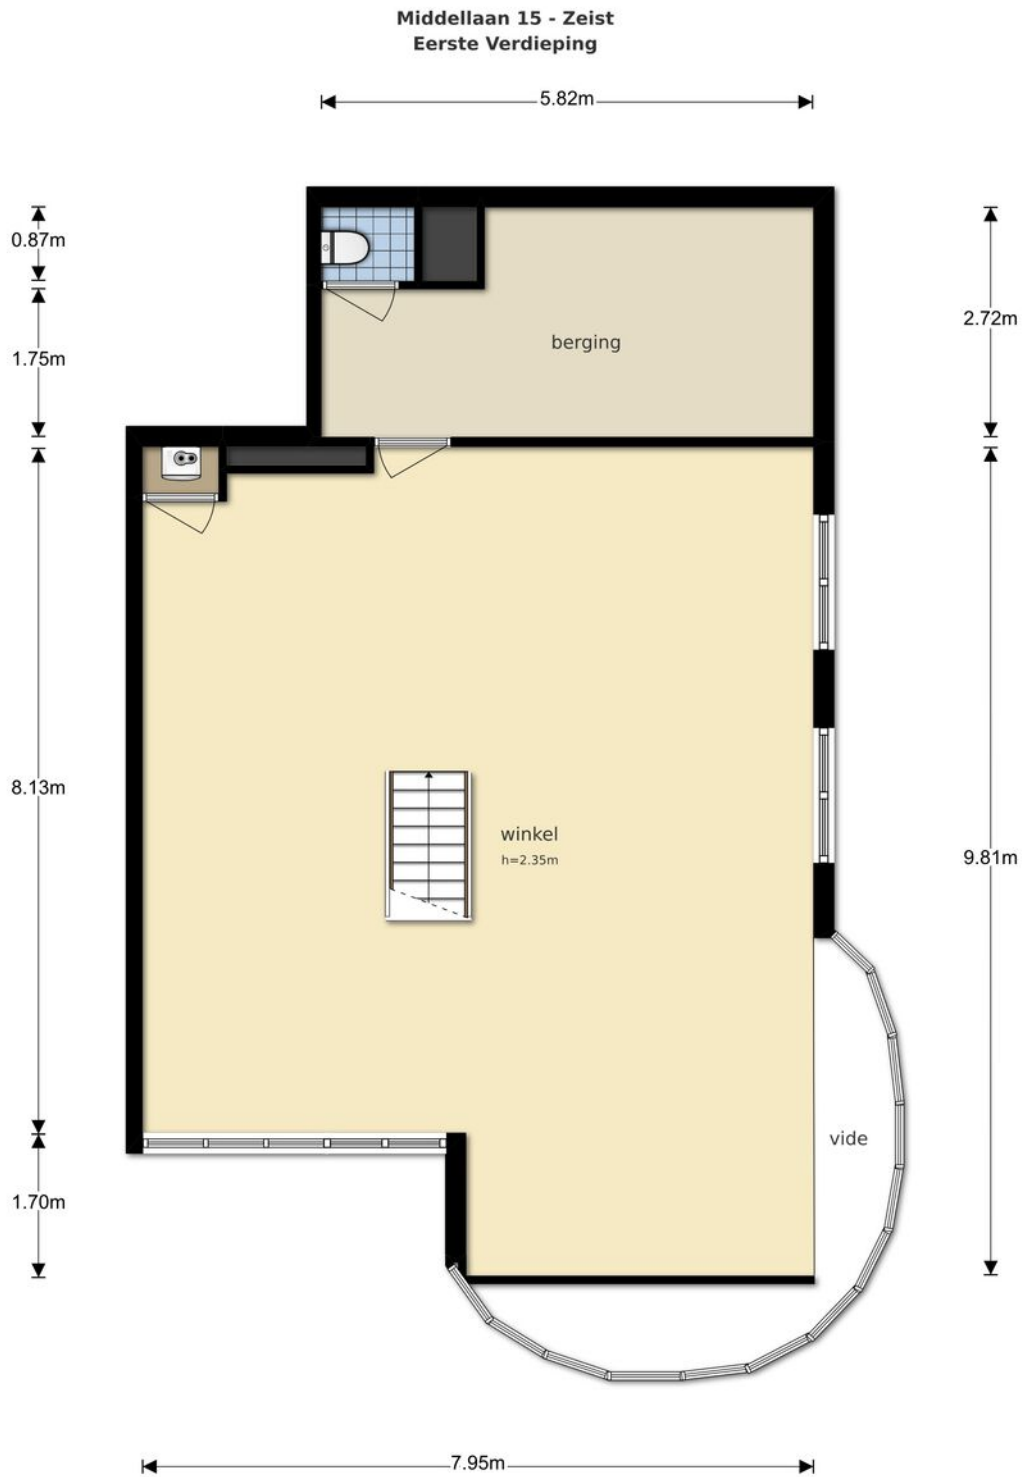 Middellaan 15 - Zeist
Eerste Verdieping
5.82m
0.87m
1.75m
2.72m
berging
8.13m
winkel
h=2.35m
9.81m
vide
1.70m
7.95m